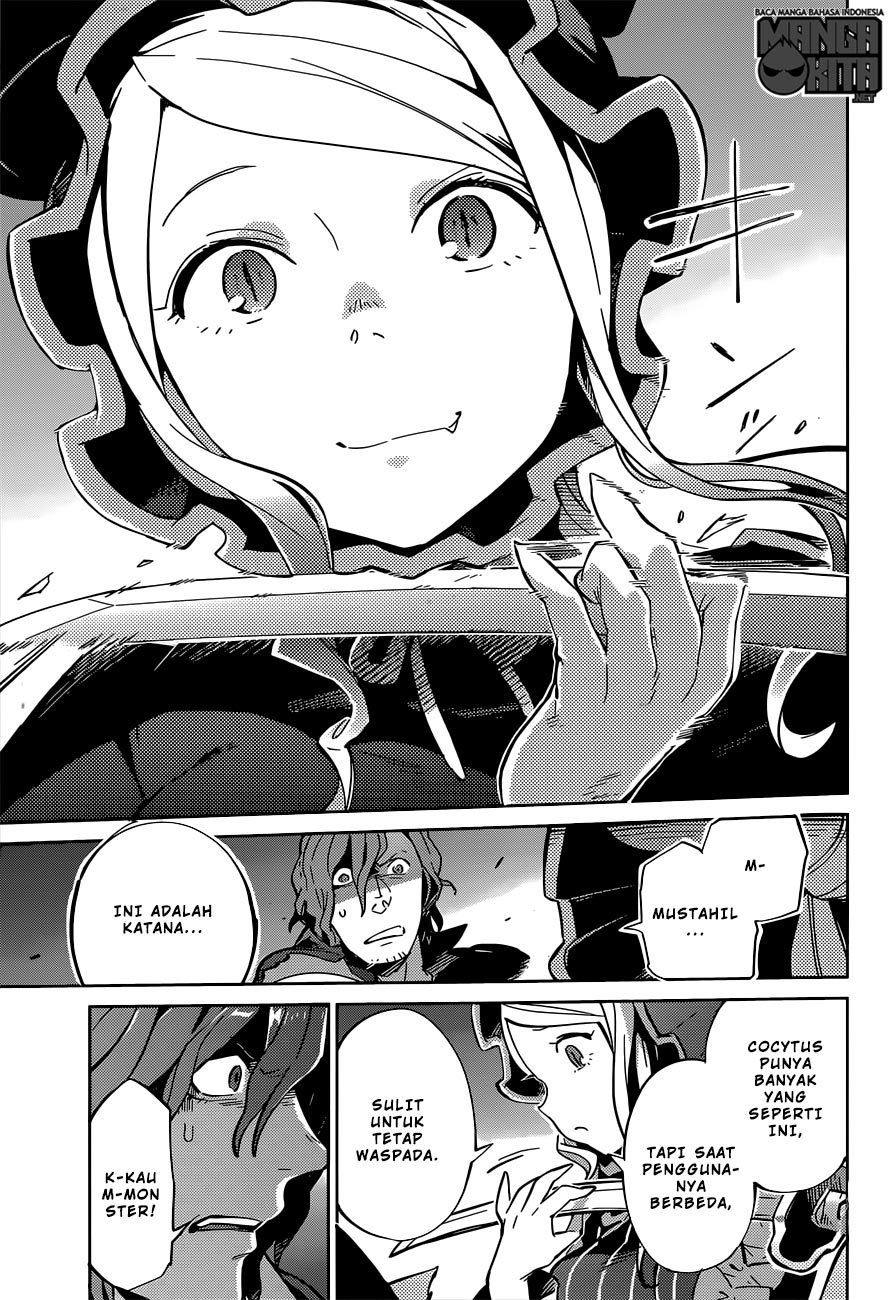 BACA MANGA BAHASA INDONESIA
MANGA
KITA
.NET
M-
MUSTAHIL
...
INI ADALAH
KATANA...
COCYTUS
PUNYA
BANYAK
YANG
SEPERTI
INI,
TAPI SAAT
PENGGUNA-
NYA
BERBEDA,
SULIT
UNTUK
TETAP
WASPADA.
K-KAU
M-MON
STER!